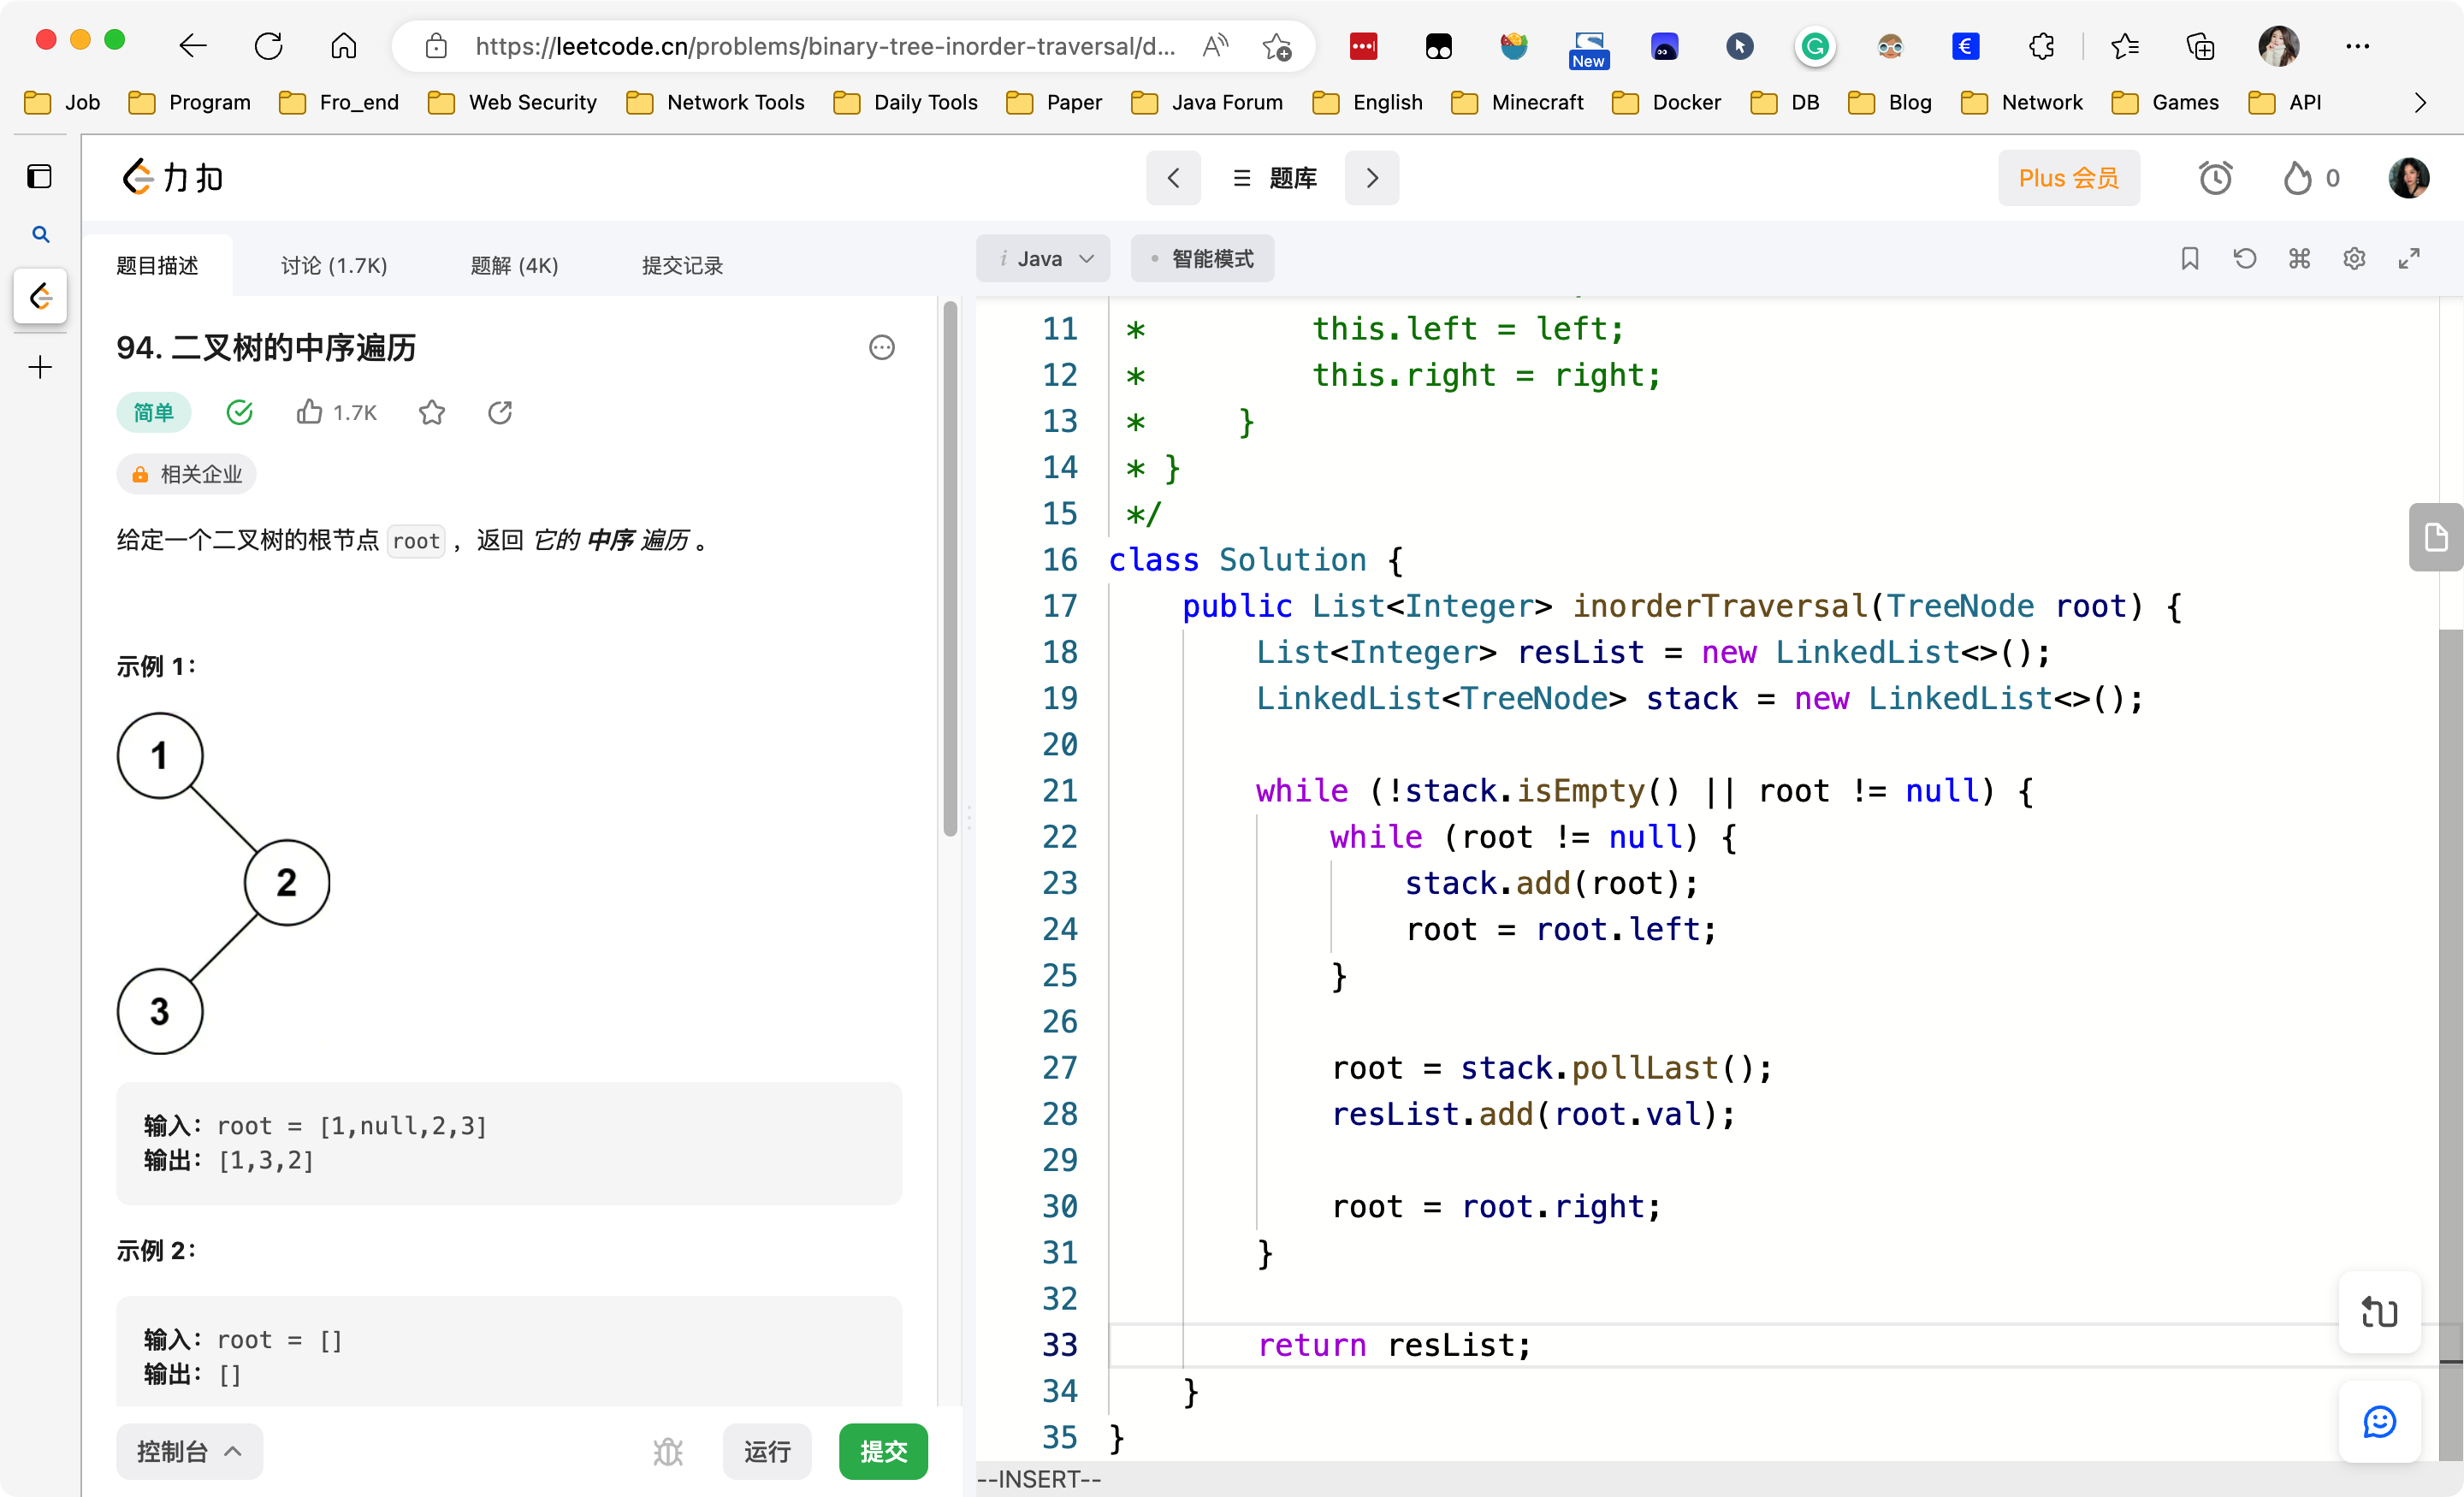 https://leetcode.cn/problems/binary-tree-inorder-traversal/d...
New
Job Program Fro_end Web Security Network Tools Daily Tools Paper Java Forum English Minecraft Docker DB Blog Network Games API
力扣
题库
Plus 会员
0
题目描述 讨论 (1.7K) 题解 (4K) 提交记录
94. 二叉树的中序遍历
简单 1.7K
相关企业
给定一个二叉树的根节点 root ，返回 它的 中序 遍历 。
示例 1：
1
2
3
输入：root = [1,null,2,3]
输出：[1,3,2]
示例 2：
输入：root = []
输出：[]
控制台 运行 提交
i Java 智能模式
11 *         this.left = left;
12 *         this.right = right;
13 *     }
14 * }
15 */
16 class Solution {
17     public List<Integer> inorderTraversal(TreeNode root) {
18         List<Integer> resList = new LinkedList<>();
19         LinkedList<TreeNode> stack = new LinkedList<>();
20
21         while (!stack.isEmpty() || root != null) {
22             while (root != null) {
23                 stack.add(root);
24                 root = root.left;
25             }
26
27             root = stack.pollLast();
28             resList.add(root.val);
29
30             root = root.right;
31         }
32
33         return resList;
34     }
35 }
--INSERT--